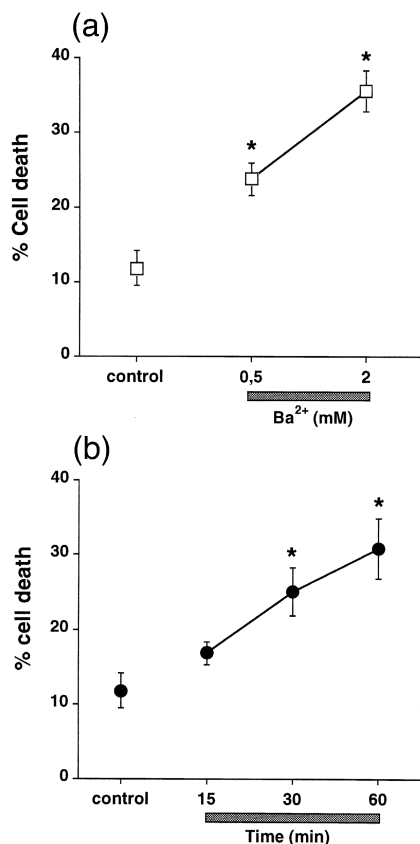 (a)
40
*
*
30
20
10
0
% Cell death
control 0,5 2
Ba²⁺ (mM)
(b)
40
*
*
30
20
10
0
% cell death
control 15 30 60
Time (min)